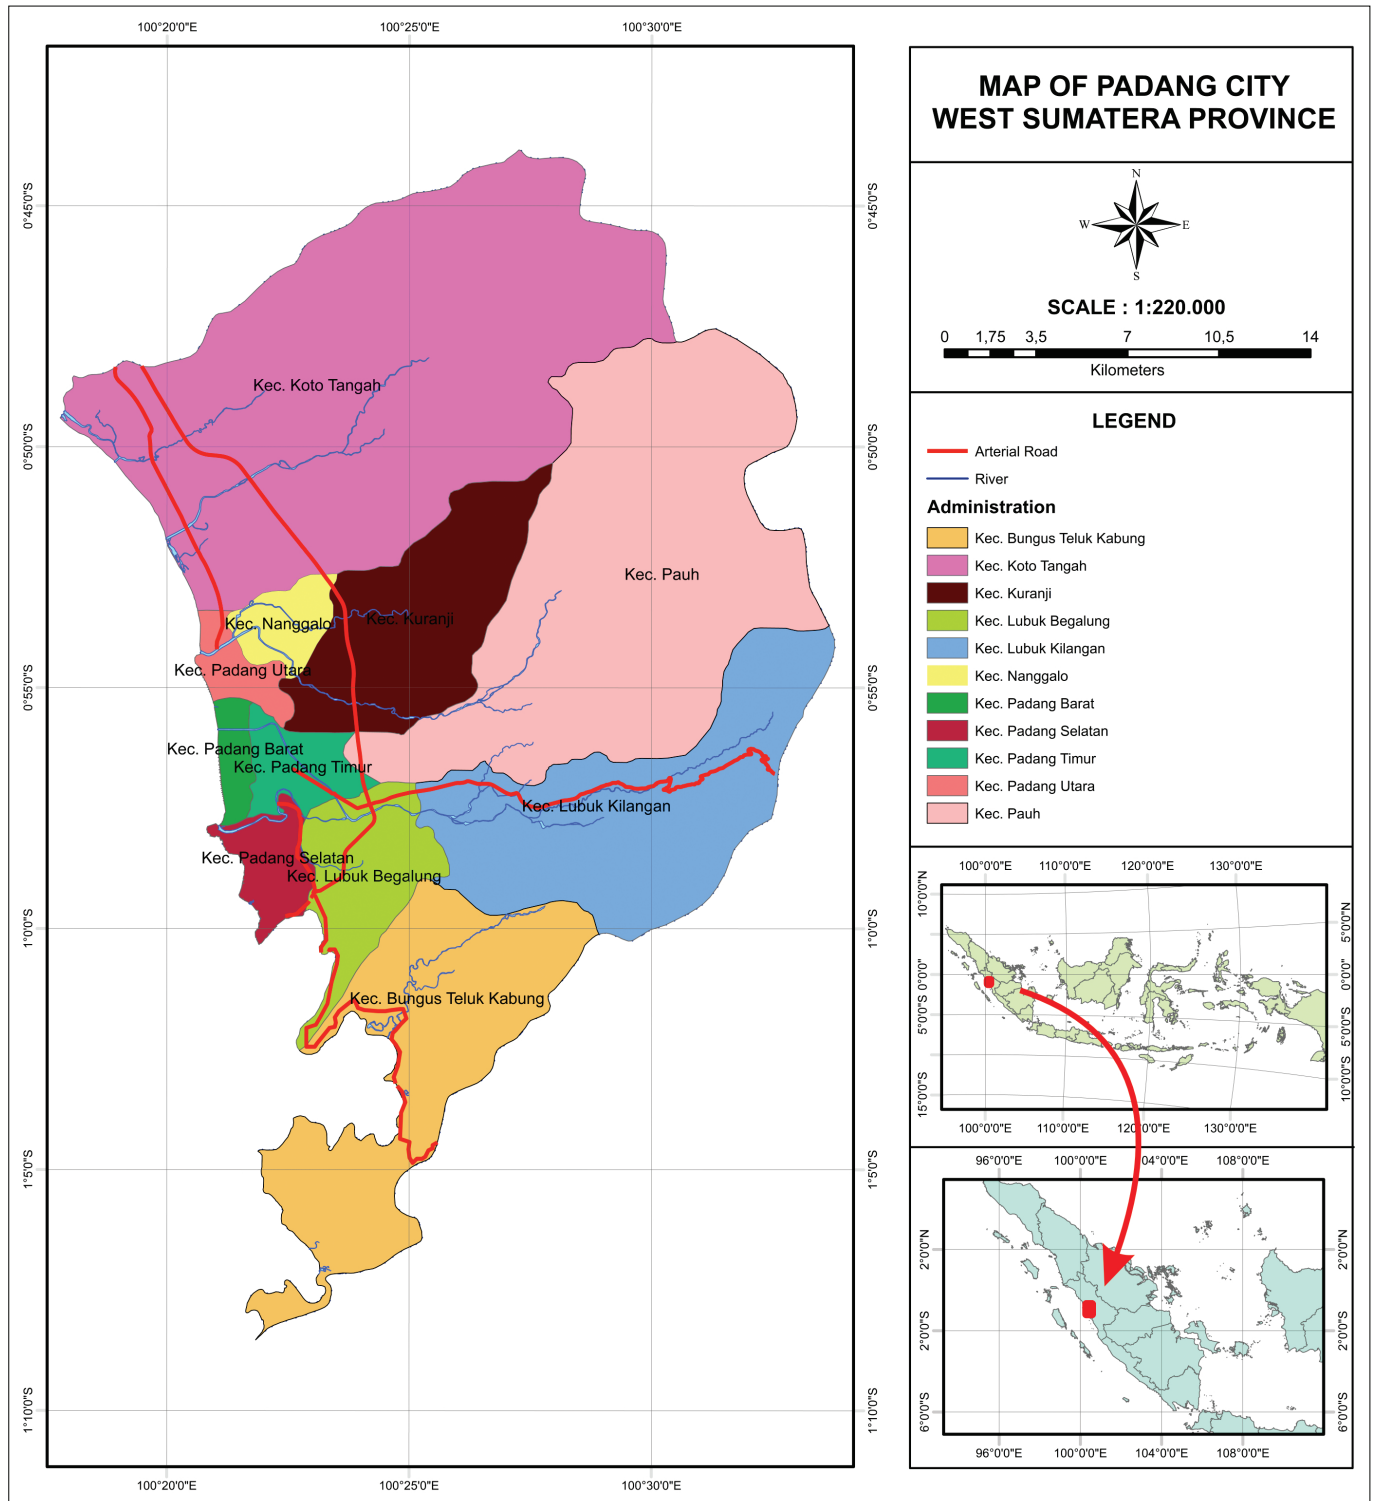 100°20'0"E 100°25'0"E 100°30'0"E
0°45'0"S 0°45'0"S
0°50'0"S 0°50'0"S
0°55'0"S 0°55'0"S
1°0'0"S 1°0'0"S
1°5'0"S 1°5'0"S
1°10'0"S 1°10'0"S
Kec. Koto Tangah
Kec. Pauh
Kec. Kuranji
Kec. Nanggalo
Kec. Padang Utara
Kec. Padang Barat
Kec. Padang Timur
Kec. Lubuk Kilangan
Kec. Padang Selatan
Kec. Lubuk Begalung
Kec. Bungus Teluk Kabung
100°20'0"E 100°25'0"E 100°30'0"E
MAP OF PADANG CITY
WEST SUMATERA PROVINCE
N
W E
S
SCALE : 1:220.000
0 1,75 3,5 7 10,5 14
Kilometers
LEGEND
Arterial Road
River
Administration
Kec. Bungus Teluk Kabung
Kec. Koto Tangah
Kec. Kuranji
Kec. Lubuk Begalung
Kec. Lubuk Kilangan
Kec. Nanggalo
Kec. Padang Barat
Kec. Padang Selatan
Kec. Padang Timur
Kec. Padang Utara
Kec. Pauh
100°0'0"E 110°0'0"E 120°0'0"E 130°0'0"E
10°0'0"N 5°0'0"N
0°0'0" 0°0'0"
5°0'0"S 5°0'0"S
15°0'0"S 10°0'0"S
100°0'0"E 110°0'0"E 120°0'0"E 130°0'0"E
96°0'0"E 100°0'0"E 104°0'0"E 108°0'0"E
2°0'0"N 2°0'0"N
2°0'0"S 2°0'0"S
6°0'0"S 6°0'0"S
96°0'0"E 100°0'0"E 104°0'0"E 108°0'0"E